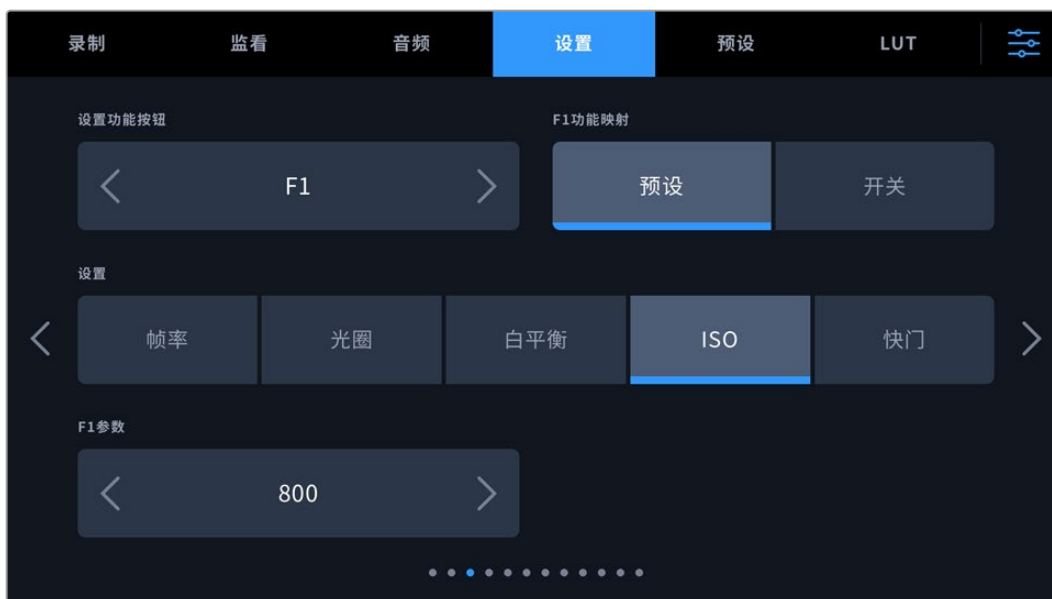 录制 监看 音频 设置 预设 LUT
设置功能按钮 F1功能映射
F1 预设 开关
设置
帧率 光圈 白平衡 ISO 快门
F1参数
800